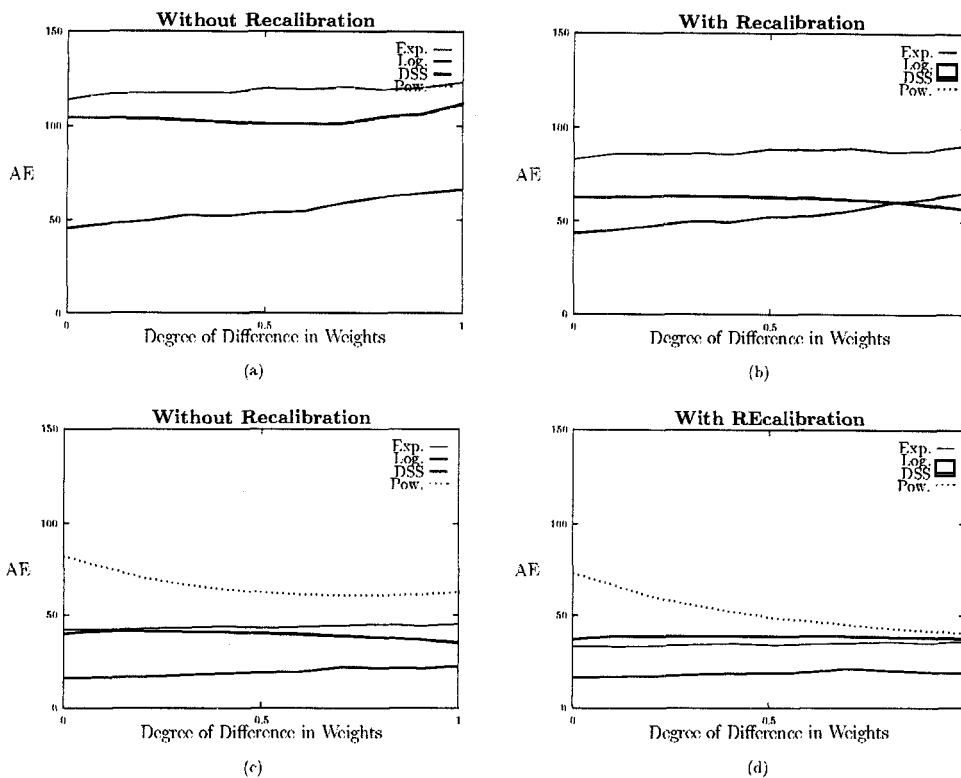 Without Recalibration
150
Exp.
Log.
DSS
Pow.
100
AE
50
0
0
0.5
1
Degree of Difference in Weights
(a)
With Recalibration
150
Exp.
Log.
DSS
Pow.
100
AE
50
0
0
0.5
Degree of Difference in Weights
(b)
Without Recalibration
150
Exp.
Log.
DSS
Pow.
100
AE
50
0
0
0.5
1
Degree of Difference in Weights
(c)
With REcalibration
150
Exp.
Log.
DSS
Pow.
100
AE
50
0
0
0.5
Degree of Difference in Weights
(d)